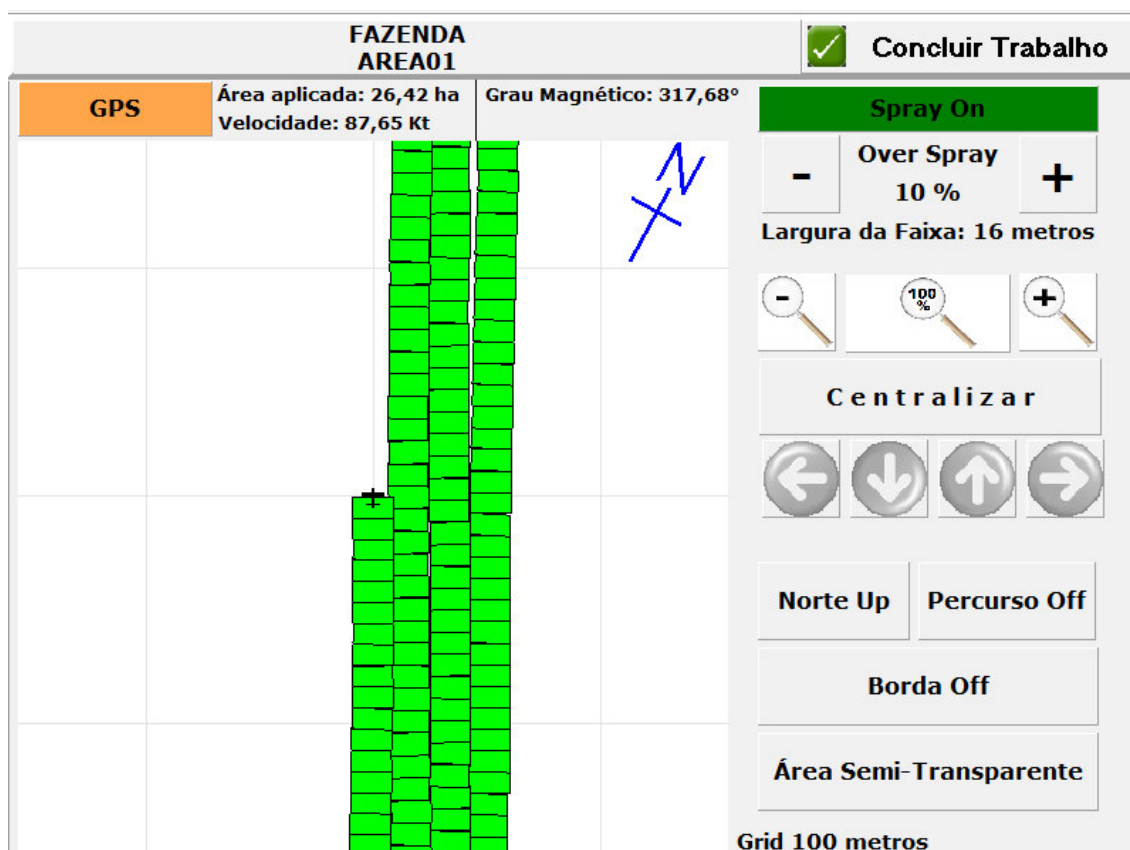 FAZENDA
AREA01
Concluir Trabalho
GPS
Área aplicada: 26,42 ha
Velocidade: 87,65 Kt
Grau Magnético: 317,68°
Spray On
-
Over Spray
10 %
+
Largura da Faixa: 16 metros
N
-
100
%
+
Centralizar
Norte Up
Percurso Off
Borda Off
Área Semi-Transparente
Grid 100 metros